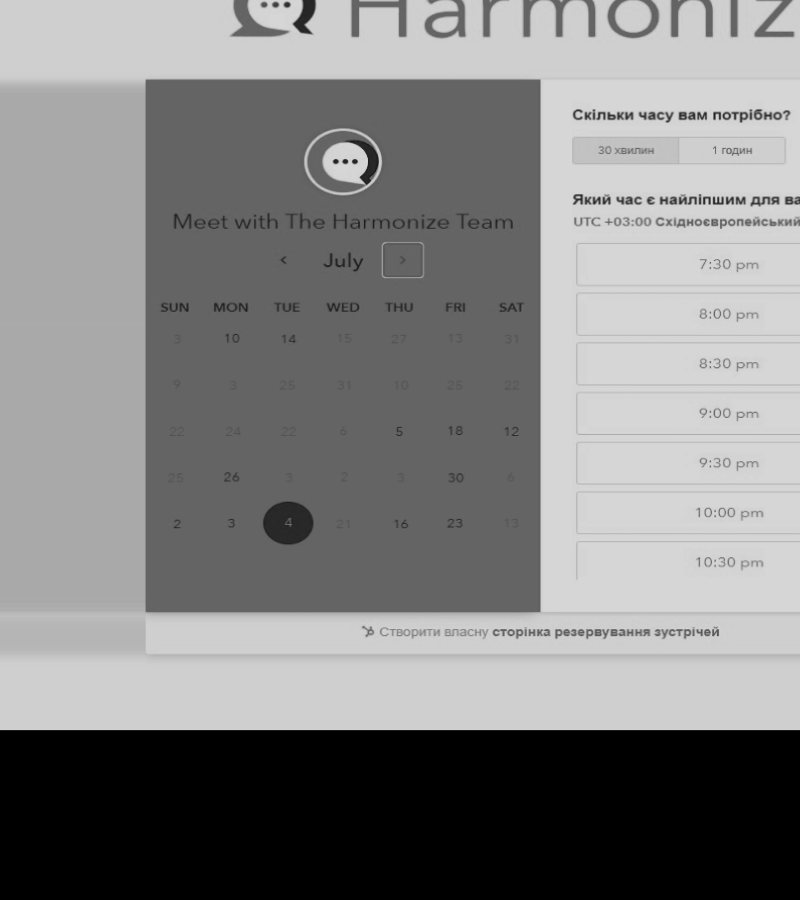 Harmoniz
Meet with The Harmonize Team
< July >
SUN MON TUE WED THU FRI SAT
3 10 14 15 27 13 31
9 3 25 31 10 25 22
22 24 22 6 5 18 12
25 26 3 2 3 30 6
2 3 4 21 16 23 13
Скільки часу вам потрібно?
30 хвилин 1 годин
Який час є найліпшим для ва
UTC +03:00 Східноєвропейський
7:30 pm
8:00 pm
8:30 pm
9:00 pm
9:30 pm
10:00 pm
10:30 pm
Створити власну сторінка резервування зустрічей